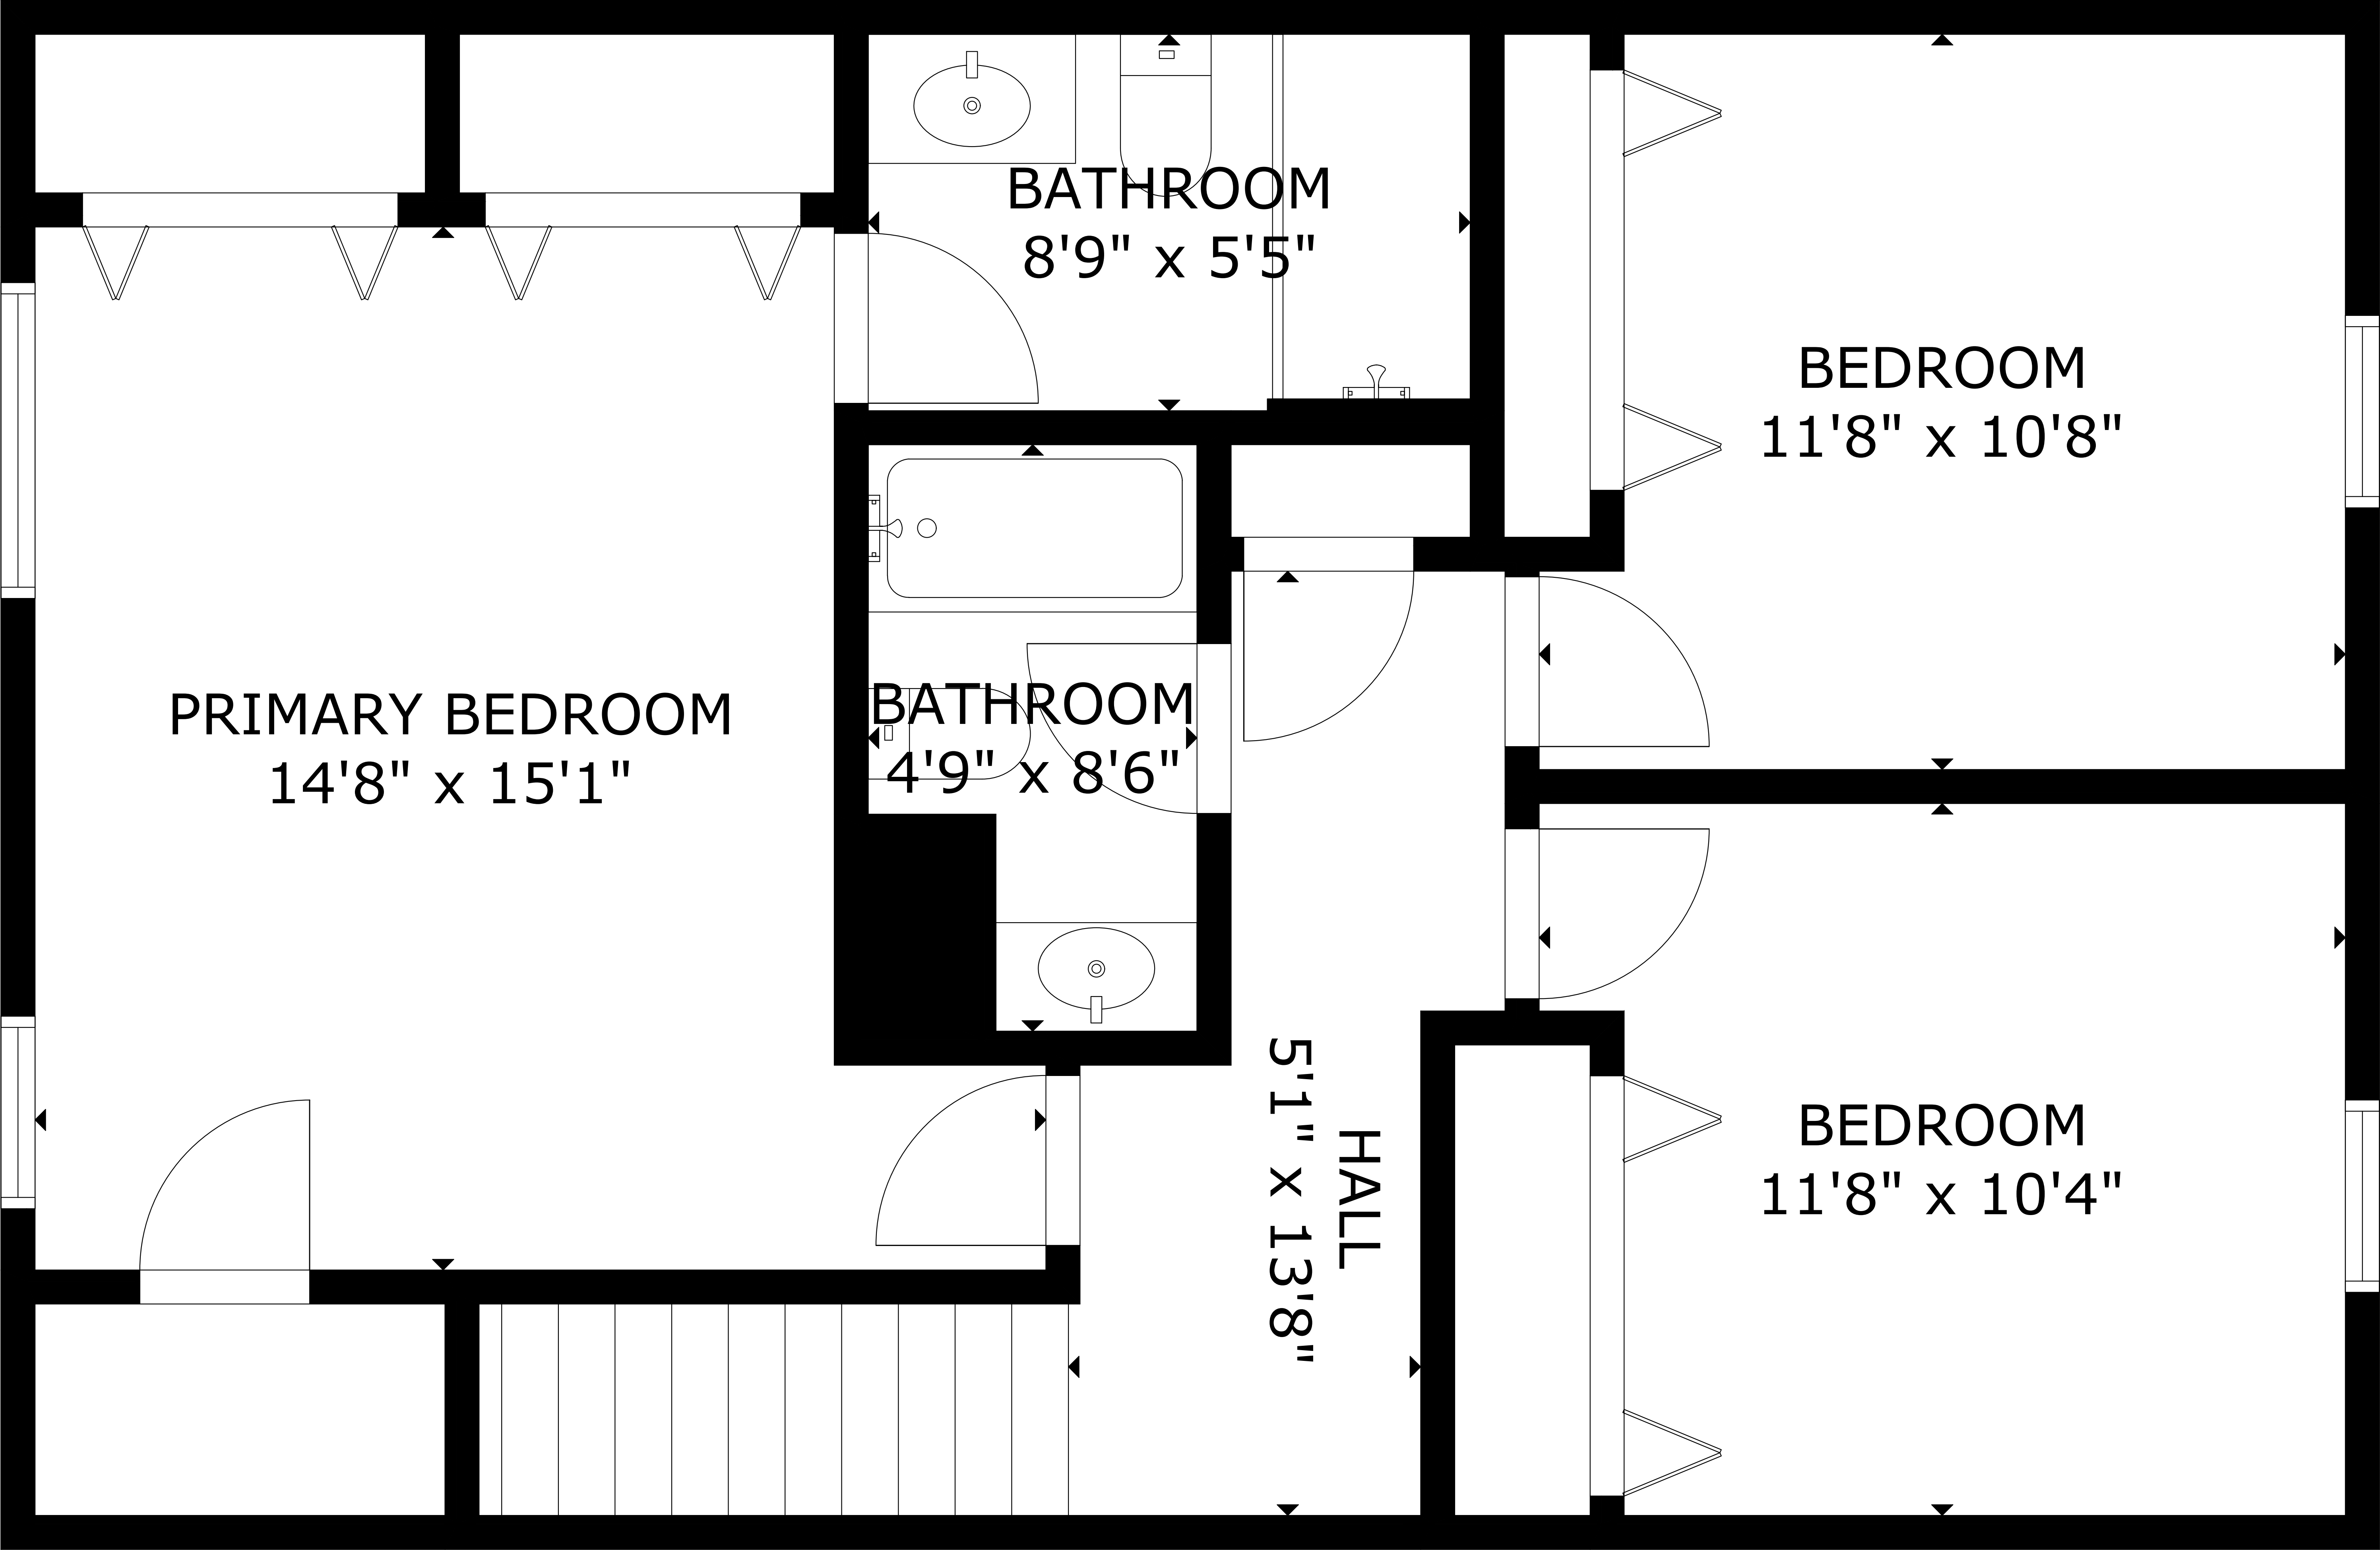 BATHROOM
8'9" x 5'5"
BEDROOM
11'8" x 10'8"
PRIMARY BEDROOM
14'8" x 15'1"
BATHROOM
4'9" x 8'6"
HALL
5'1" x 13'8"
BEDROOM
11'8" x 10'4"